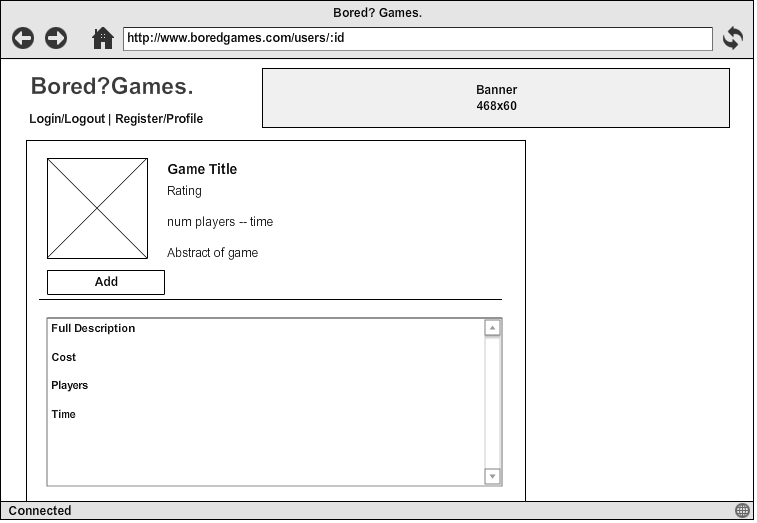 Bored? Games.
http://www.boredgames.com/users/:id
Bored?Games.
Banner
468x60
Login/Logout | Register/Profile
Game Title
Rating
num players -- time
Abstract of game
Add
Full Description
Cost
Players
Time
Connected